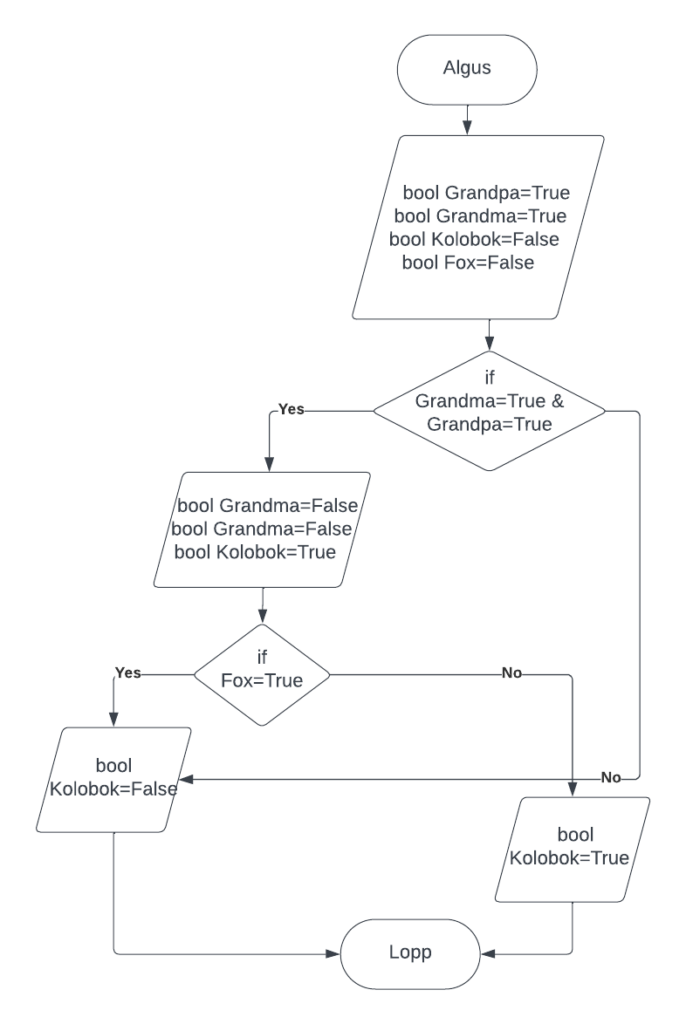 Algus
bool Grandpa=True
bool Grandma=True
bool Kolobok=False
bool Fox=False
if
Grandma=True &
Grandpa=True
Yes
bool Grandma=False
bool Grandma=False
bool Kolobok=True
if
Fox=True
Yes
No
bool
Kolobok=False
No
bool
Kolobok=True
Lopp